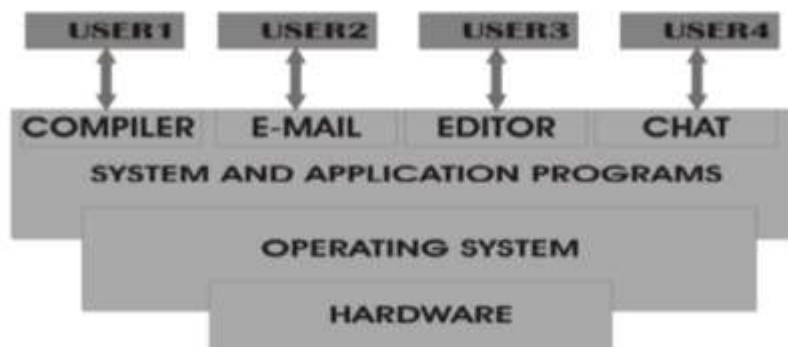 USER1 USER2 USER3 USER4
COMPILER E-MAIL EDITOR CHAT
SYSTEM AND APPLICATION PROGRAMS
OPERATING SYSTEM
HARDWARE